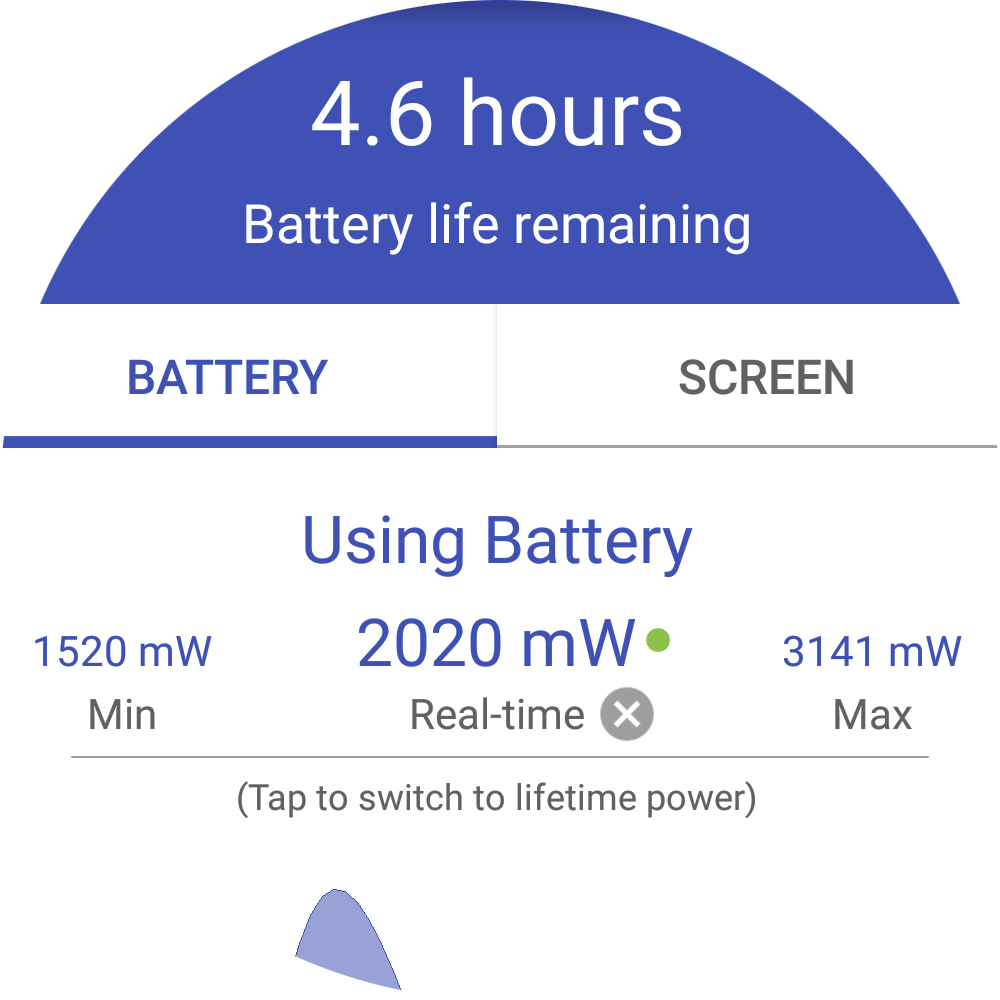 4.6 hours
Battery life remaining
BATTERY
SCREEN
Using Battery
1520 mW
2020 mW
3141 mW
Min
Real-time
Max
(Tap to switch to lifetime power)